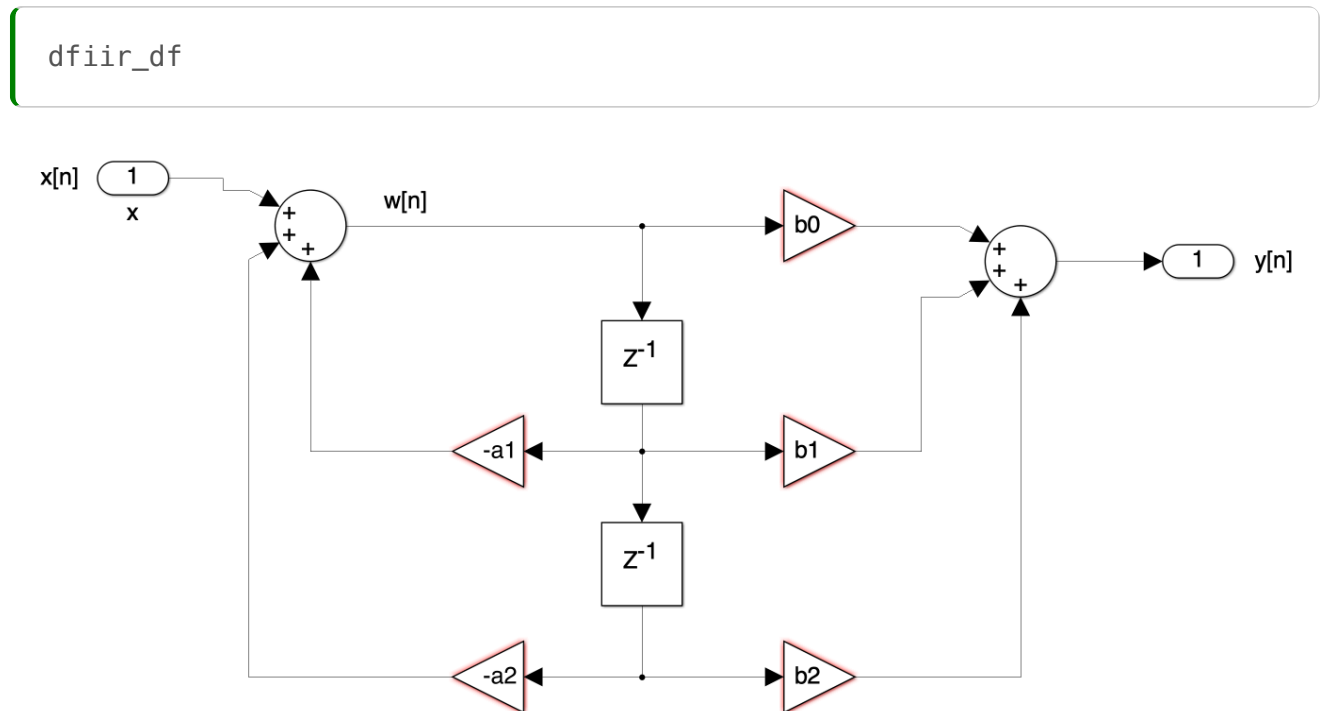 dfiir_df
x[n]
1
x
+
+
+
w[n]
b0
+
+
+
1
y[n]
z-1
-a1
b1
z-1
-a2
b2